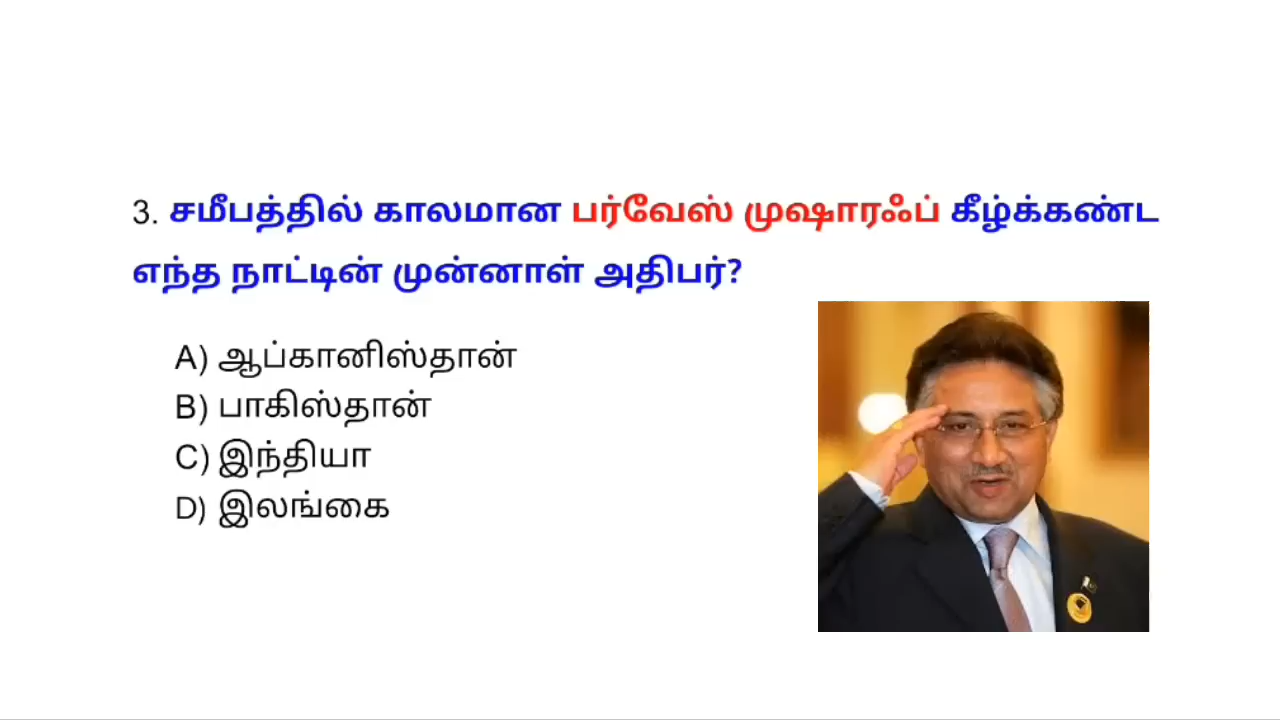 3. சமீபத்தில் காலமான பர்வேஸ் முஷாரஃப் கீழ்க்கண்ட
எந்த நாட்டின் முன்னாள் அதிபர்?
A) ஆப்கானிஸ்தான்
B) பாகிஸ்தான்
C) இந்தியா
D) இலங்கை